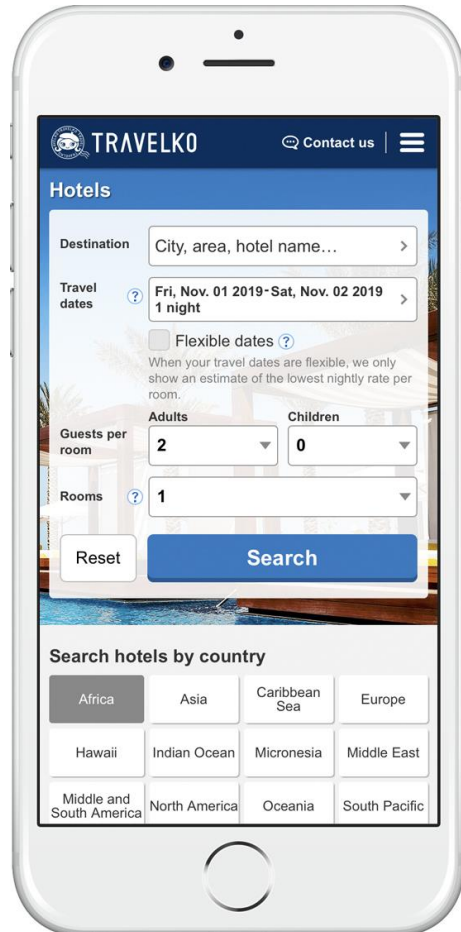 TRAVELKO
Contact us
Hotels
Destination
City, area, hotel name…
Travel
dates
?
Fri, Nov. 01 2019-Sat, Nov. 02 2019
1 night
Flexible dates ?
When your travel dates are flexible, we only
show an estimate of the lowest nightly rate per
room.
Adults
Children
Guests per
room
2
0
Rooms
?
1
Reset
Search
Search hotels by country
Africa
Asia
Caribbean
Sea
Europe
Hawaii
Indian Ocean
Micronesia
Middle East
Middle and
South America
North America
Oceania
South Pacific